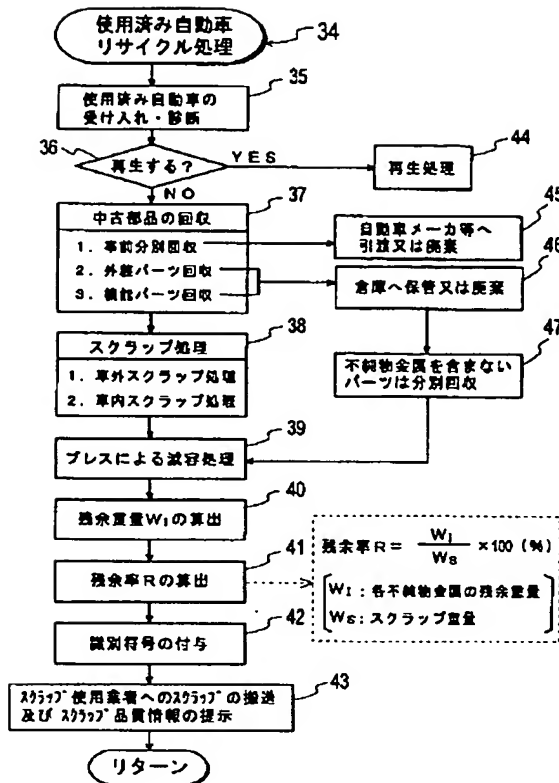 使用済み自動車
リサイクル処理
34
35
使用済み自動車の
受け入れ・診断
36
再生する?
YES
44
再生処理
NO
37
中古部品の回収
1. 事前分別回収
2. 外装パーツ回収
3. 機能パーツ回収
45
自動車メーカ等へ
引渡又は廃棄
46
倉庫へ保管又は廃棄
38
スクラップ処理
1. 車外スクラップ処理
2. 車内スクラップ処理
47
不純物金属を含まない
パーツは分別回収
39
プレスによる減容処理
40
残余重量WIの算出
41
残余率Rの算出
残余率R= WI/WS ×100 (%)
WI:各不純物金属の残余重量
WS:スクラップ重量
42
識別符号の付与
43
スクラップ使用業者へのスクラップの搬送
及びスクラップ品質情報の提示
リターン